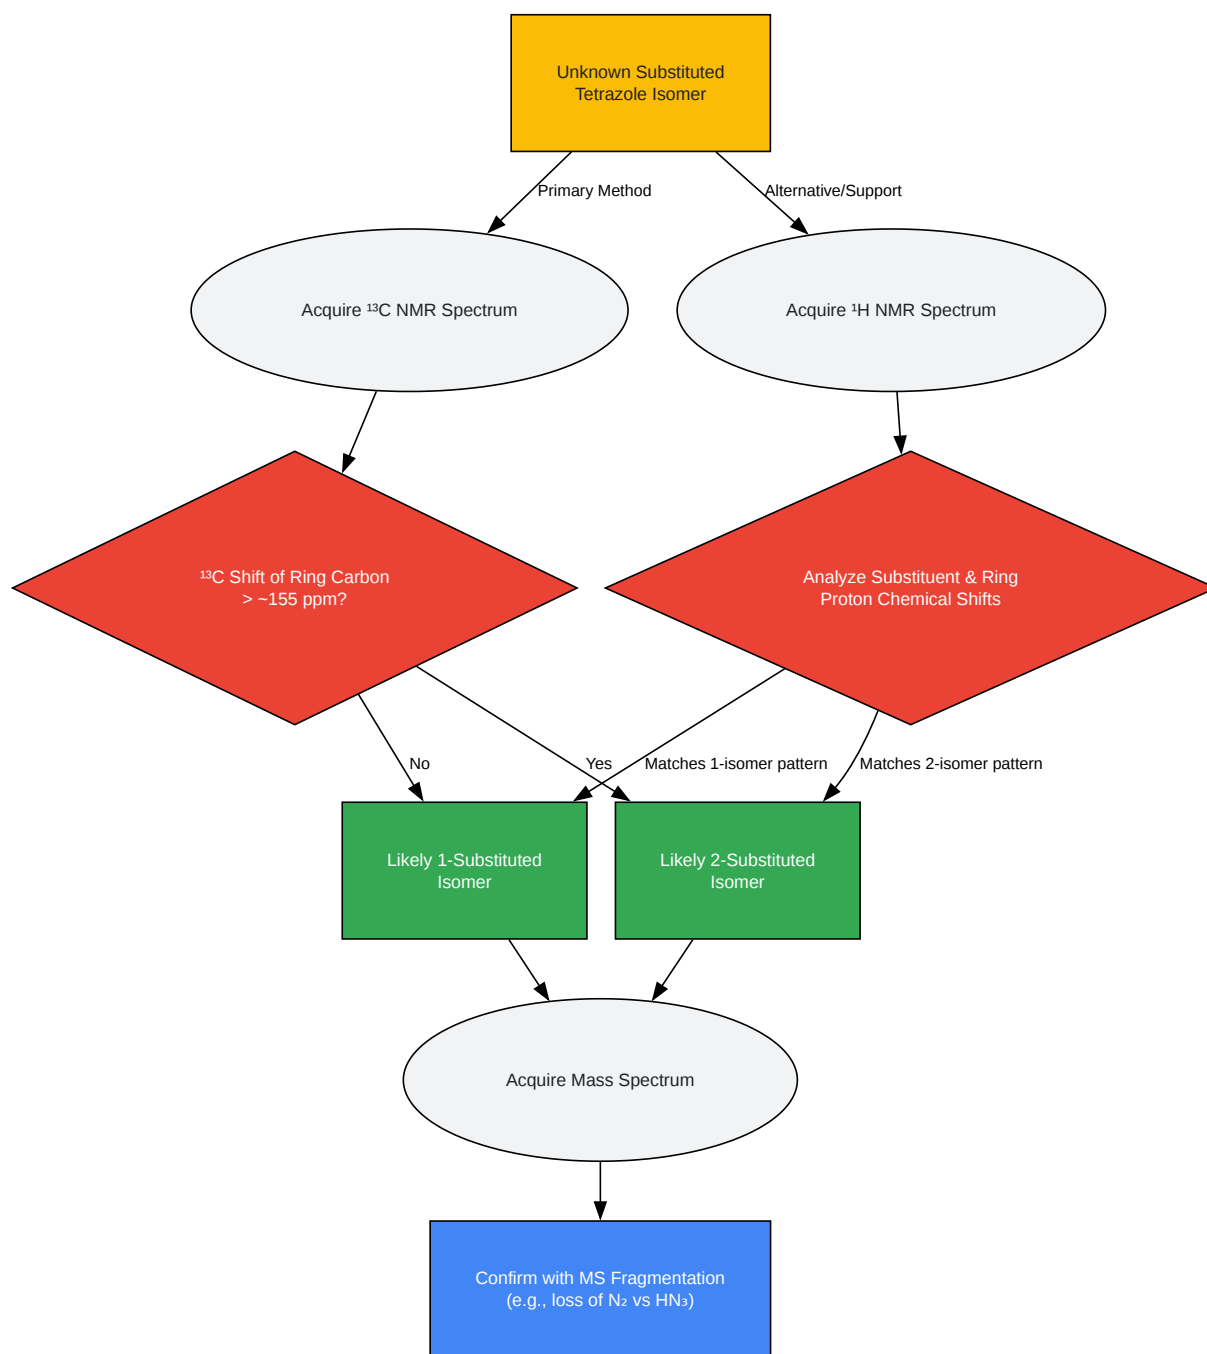 Unknown Substituted
Tetrazole Isomer
Primary Method
Alternative/Support
Acquire ¹³C NMR Spectrum
Acquire ¹H NMR Spectrum
¹³C Shift of Ring Carbon
> ~155 ppm?
Analyze Substituent & Ring
Proton Chemical Shifts
No
Yes
Matches 1-isomer pattern
Matches 2-isomer pattern
Likely 1-Substituted
Isomer
Likely 2-Substituted
Isomer
Acquire Mass Spectrum
Confirm with MS Fragmentation
(e.g., loss of N₂ vs HN₃)